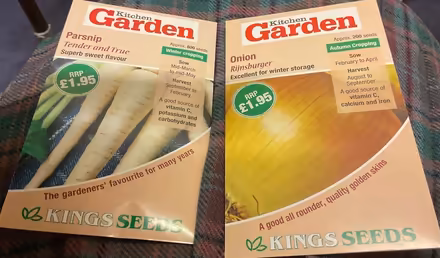 Kitchen
Garden
Parsnip
Tender and True
Superb sweet flavour
Approx. 600 seeds
Winter cropping
Sow
Mid-March
to mid-May
Harvest
September to
February
A good source of
vitamin C,
potassium and
carbohydrates
RRP
£1.95
The gardeners' favourite for many years
KINGS SEEDS
Kitchen
Garden
Onion
Rijnsburger
Excellent for winter storage
Approx. 200 seeds
Autumn Cropping
Sow
February to April
Harvest
August to
September
A good source of
vitamin C,
calcium and iron
RRP
£1.95
A good all rounder, quality golden skins
KINGS SEEDS